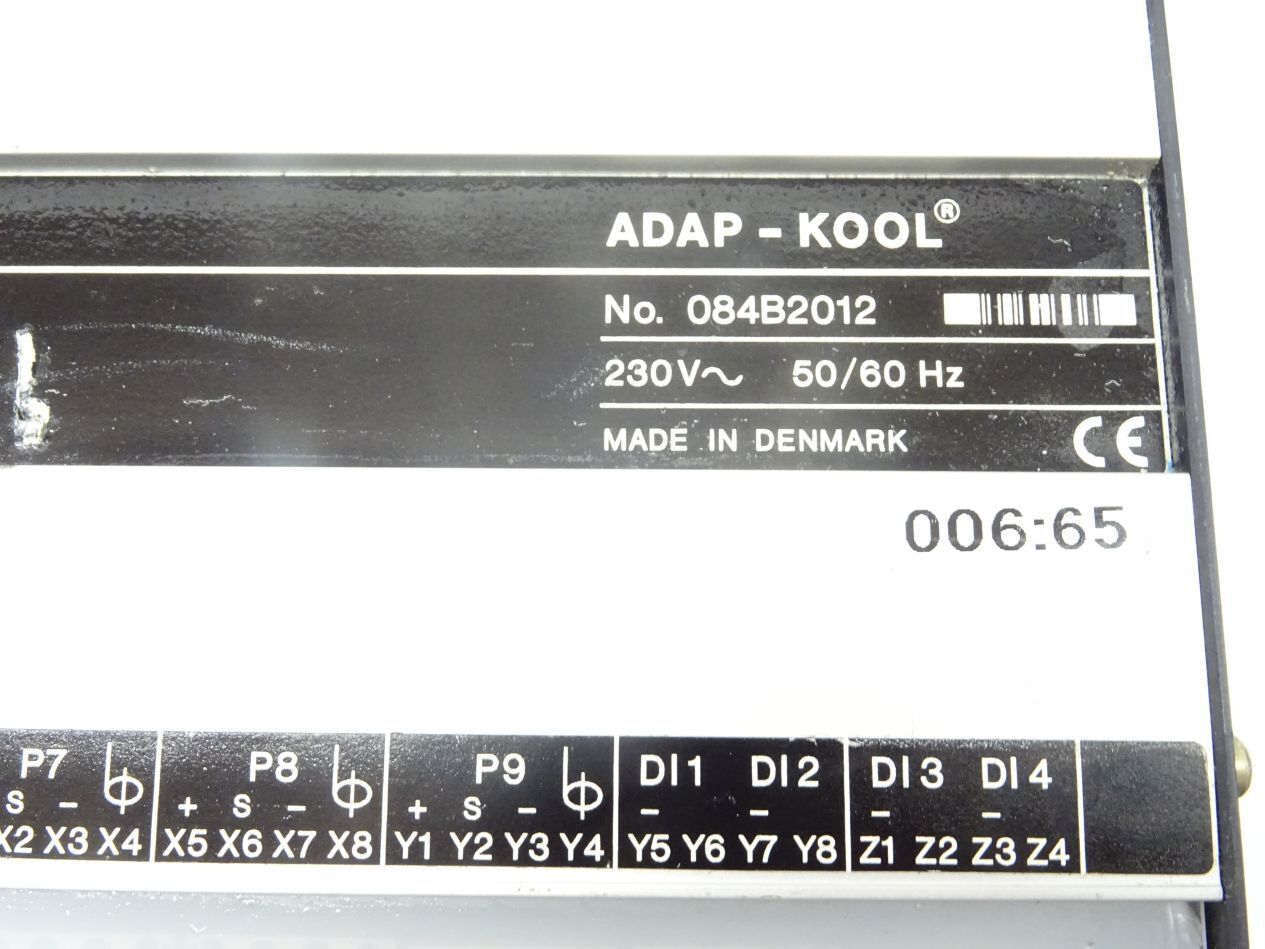 ADAP - KOOL®
No. 084B2012
230V~ 50/60 Hz
MADE IN DENMARK CE
006:65
P7 P8 P9 DI1 DI2 DI3 DI4
S - + S - + S - - - - -
X2 X3 X4 X5 X6 X7 X8 Y1 Y2 Y3 Y4 Y5 Y6 Y7 Y8 Z1 Z2 Z3 Z4